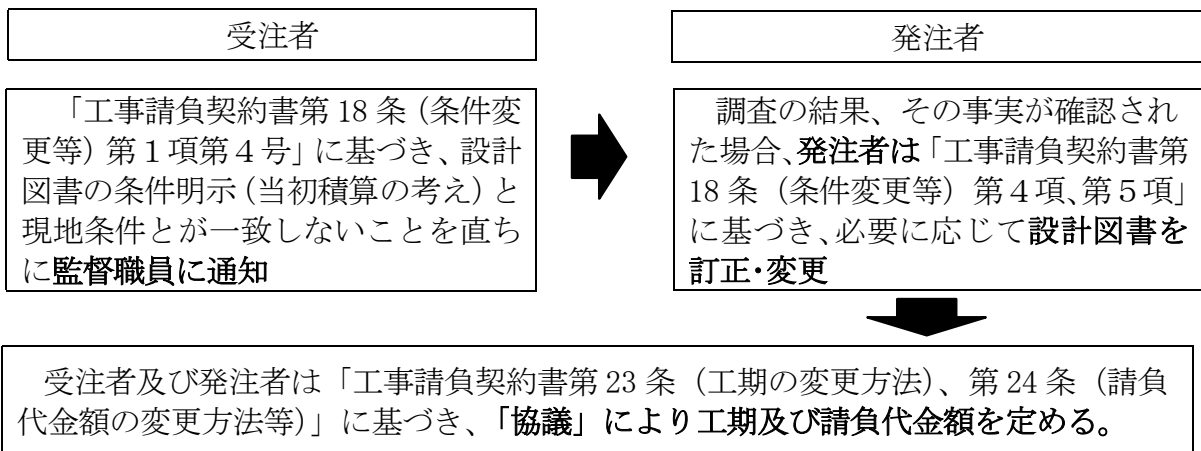 受注者
発注者
「工事請負契約書第 18 条（条件変
更等）第１項第４号」に基づき、設計
図書の条件明示（当初積算の考え）と
現地条件とが一致しないことを直ち
に監督職員に通知
調査の結果、その事実が確認され
た場合、発注者は「工事請負契約書第
18 条（条件変更等）第４項、第５項」
に基づき、必要に応じて設計図書を
訂正・変更
受注者及び発注者は「工事請負契約書第 23 条（工期の変更方法）、第 24 条（請負
代金額の変更方法等）」に基づき、「協議」により工期及び請負代金額を定める。